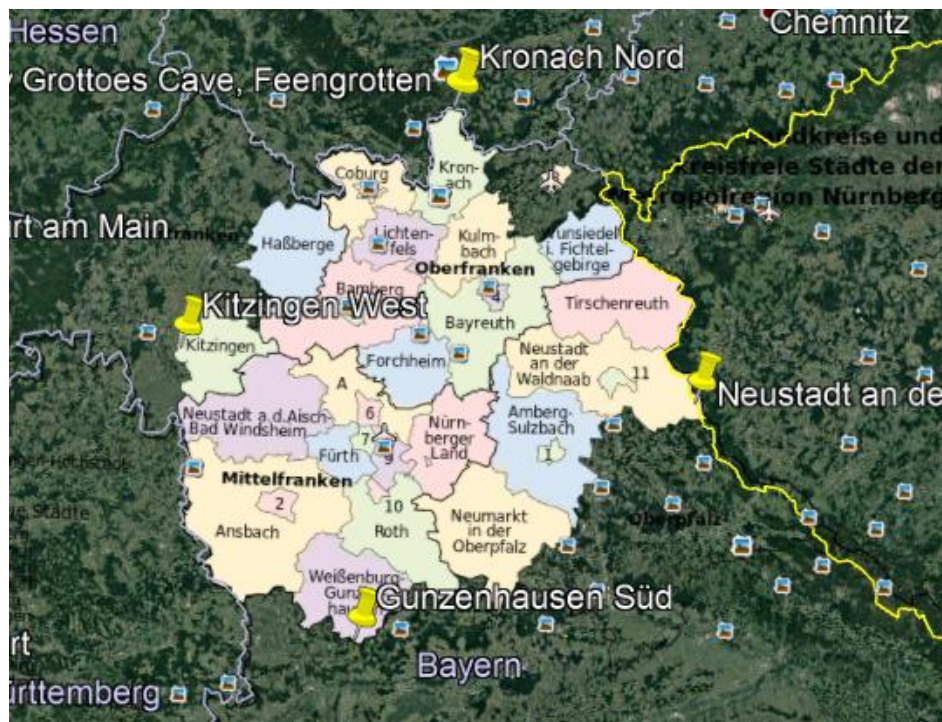 Hessen
Chemnitz
Kronach Nord
Grottoes Cave, Feengrotten
Landkreise und
kreisfreie Städte der
Metropolregion Nürnberg
Kron-
ach
Coburg
Lichten-
fels
Kulm-
bach
Wunsiedel
i. Fichtel-
gebirge
rt am Main
Haßberge
Oberfranken
Bamberg
4
Tirschenreuth
Kitzingen West
Bayreuth
Kitzingen
Forchheim
Neustadt
an der
Waldnaab
11
A
Neustadt an de
Neustadt a.d.Aisch-
Bad Windsheim
6
Nürn-
berger
Land
Amberg-
Sulzbach
7
Fürth
9
1
Mittelfranken
2
10
Ansbach
Roth
Neumarkt
in der
Oberpfalz
Städte
Oberpfalz
Weißenburg-
Gunzenhausen Süd
Bayern
rt
ürttemberg